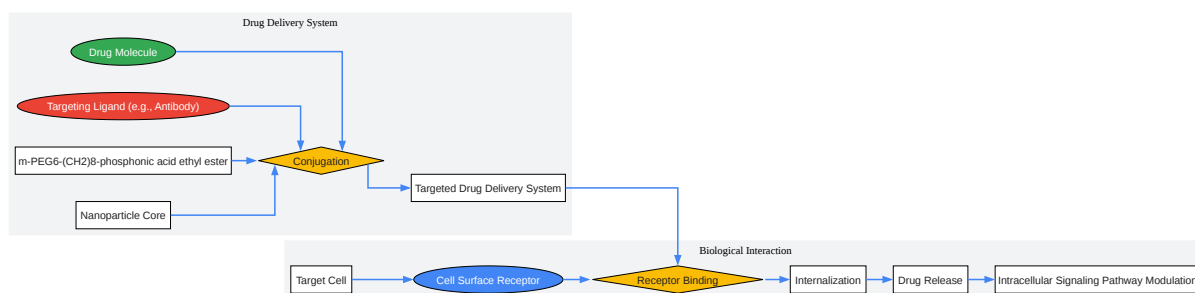 Drug Delivery System
Drug Molecule
Targeting Ligand (e.g., Antibody)
m-PEG6-(CH2)8-phosphonic acid ethyl ester
Conjugation
Targeted Drug Delivery System
Nanoparticle Core
Biological Interaction
Target Cell
Cell Surface Receptor
Receptor Binding
Internalization
Drug Release
Intracellular Signaling Pathway Modulation